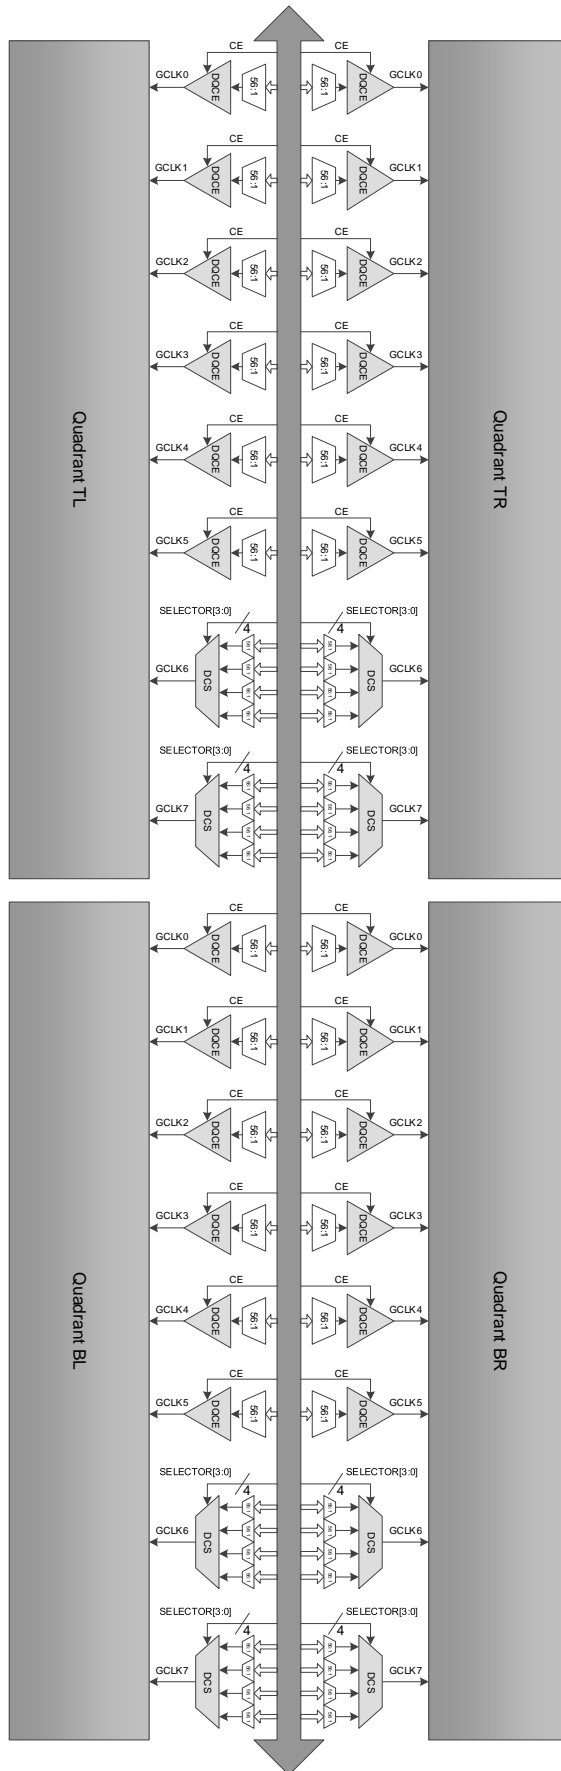 CE CE
GCLK0 DQCE 56:1 56:1 DQCE GCLK0
CE CE
GCLK1 DQCE 56:1 56:1 DQCE GCLK1
CE CE
GCLK2 DQCE 56:1 56:1 DQCE GCLK2
CE CE
GCLK3 DQCE 56:1 56:1 DQCE GCLK3
Quadrant TL
Quadrant TR
CE CE
GCLK4 DQCE 56:1 56:1 DQCE GCLK4
CE CE
GCLK5 DQCE 56:1 56:1 DQCE GCLK5
SELECTOR[3:0] SELECTOR[3:0]
4 4
GCLK6 DCS DCS GCLK6
SELECTOR[3:0] SELECTOR[3:0]
4 4
GCLK7 DCS DCS GCLK7
CE CE
GCLK0 DQCE 56:1 56:1 DQCE GCLK0
CE CE
GCLK1 DQCE 56:1 56:1 DQCE GCLK1
CE CE
GCLK2 DQCE 56:1 56:1 DQCE GCLK2
CE CE
GCLK3 DQCE 56:1 56:1 DQCE GCLK3
Quadrant BL
Quadrant BR
CE CE
GCLK4 DQCE 56:1 56:1 DQCE GCLK4
CE CE
GCLK5 DQCE 56:1 56:1 DQCE GCLK5
SELECTOR[3:0] SELECTOR[3:0]
4 4
GCLK6 DCS DCS GCLK6
SELECTOR[3:0] SELECTOR[3:0]
4 4
GCLK7 DCS DCS GCLK7